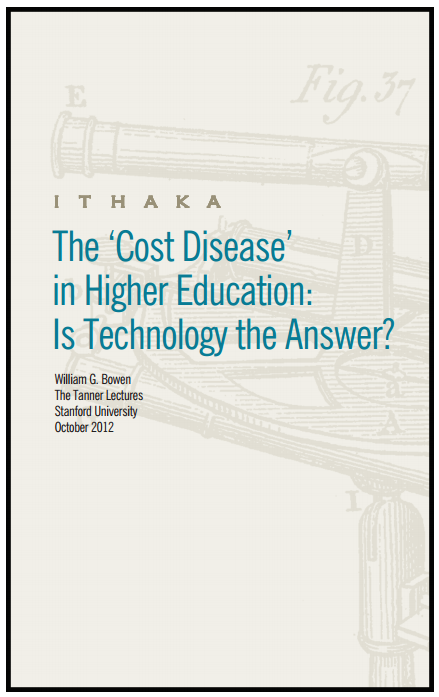 Fig. 37
E
ITHAKA
The ‘Cost Disease’
in Higher Education:
Is Technology the Answer?
D
William G. Bowen
The Tanner Lectures
Stanford University
October 2012
A
I